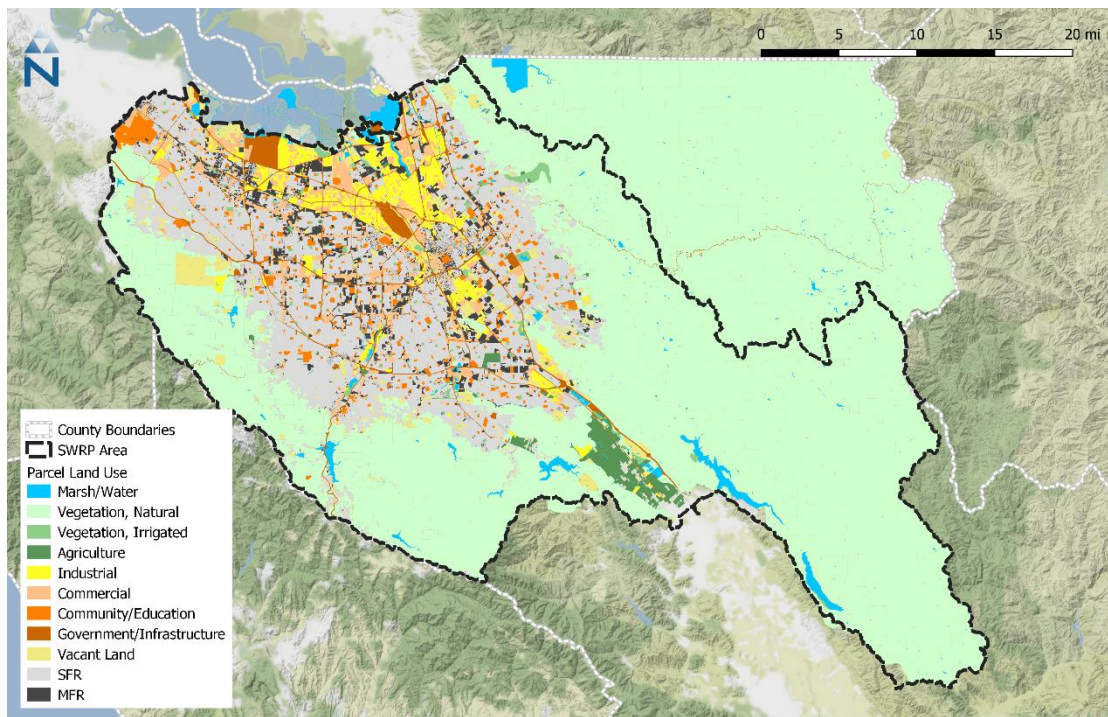 N
0 5 10 15 20 mi
County Boundaries
SWRP Area
Parcel Land Use
Marsh/Water
Vegetation, Natural
Vegetation, Irrigated
Agriculture
Industrial
Commercial
Community/Education
Government/Infrastructure
Vacant Land
SFR
MFR